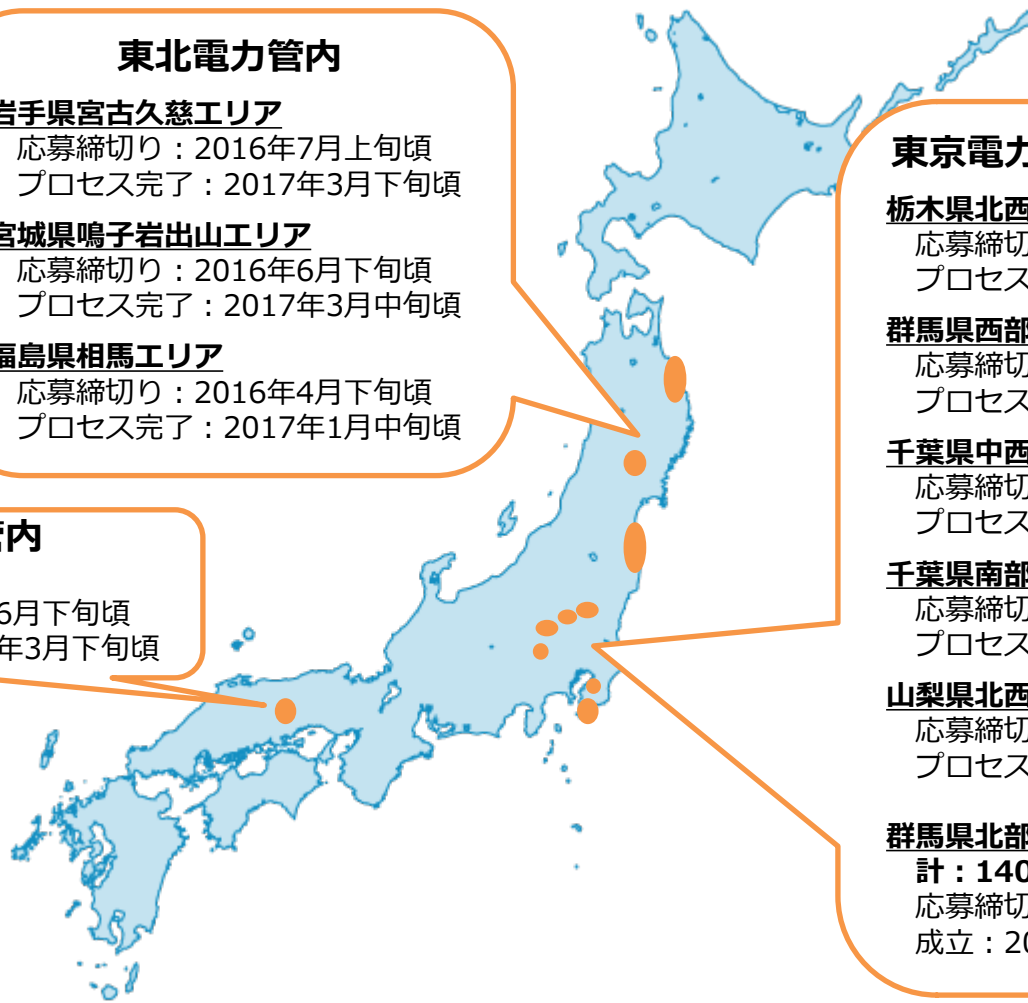 東北電力管内
岩手県宮古久慈エリア
応募締切り：2016年7月上旬頃
プロセス完了：2017年3月下旬頃
宮城県鳴子岩出山エリア
応募締切り：2016年6月下旬頃
プロセス完了：2017年3月中旬頃
福島県相馬エリア
応募締切り：2016年4月下旬頃
プロセス完了：2017年1月中旬頃
管内
6月下旬頃
年3月下旬頃
東京電力
栃木県北西
応募締切
プロセス
群馬県西部
応募締切
プロセス
千葉県中西
応募締切
プロセス
千葉県南部
応募締切
プロセス
山梨県北西
応募締切
プロセス
群馬県北部
計：140
応募締切
成立：20